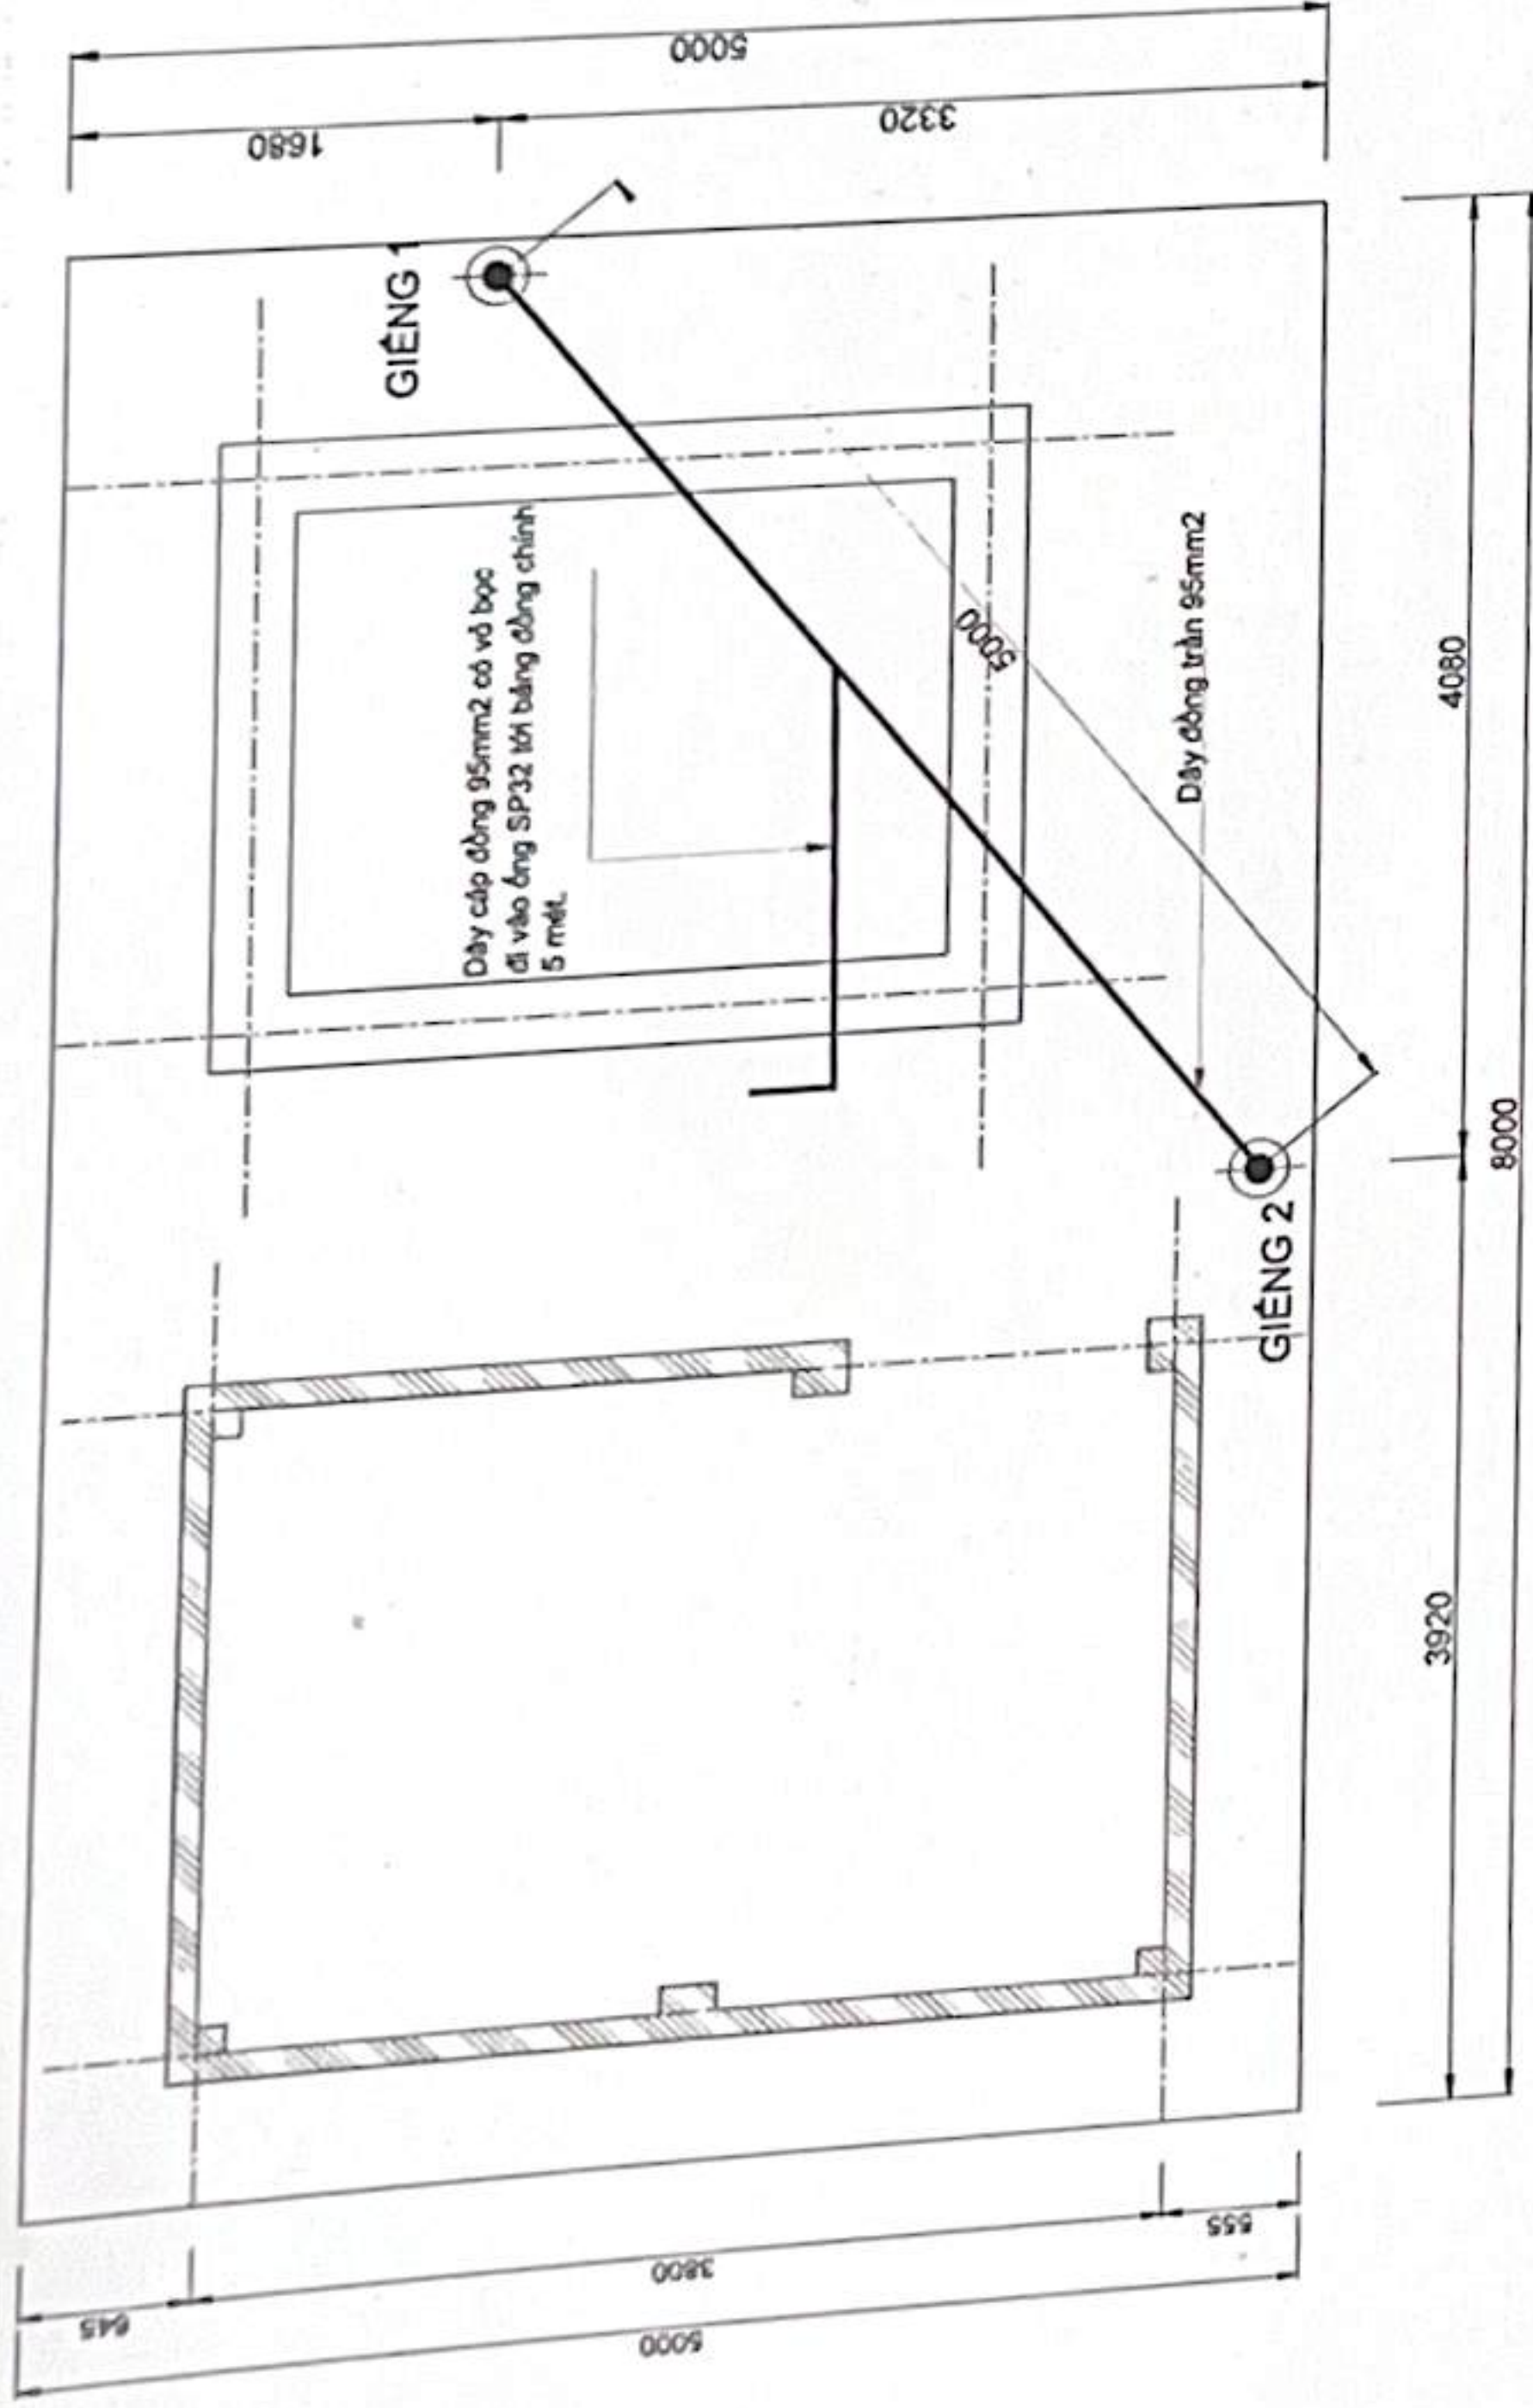 5000
1680
3320
GIẾNG 1
Dây cáp đồng 95mm2 có vỏ bọc
đi vào ống SP32 tới bảng đồng chính
5 mét.
5000
Dây đồng trần 95mm2
GIẾNG 2
4080
3920
8000
645
3800
555
5000